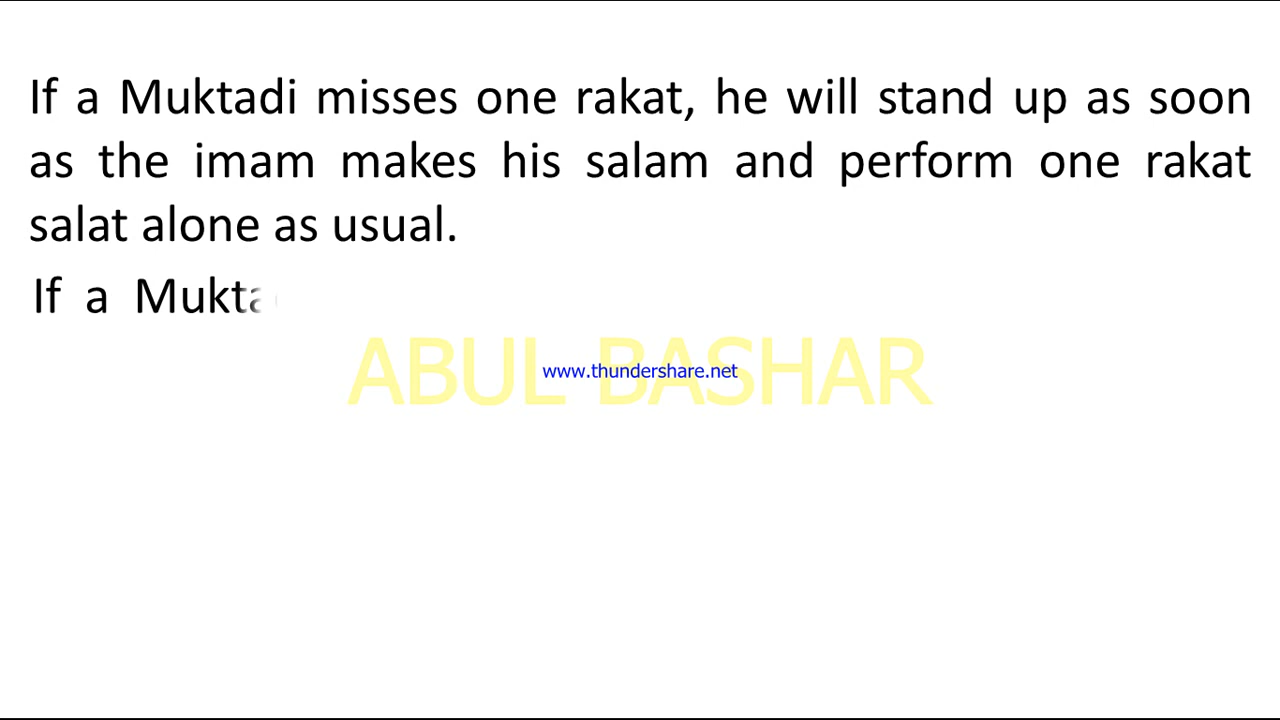 If a Muktadi misses one rakat, he will stand up as soon
as the imam makes his salam and perform one rakat
salat alone as usual.
If a
ABUL BASHAR
www.thundershare.net